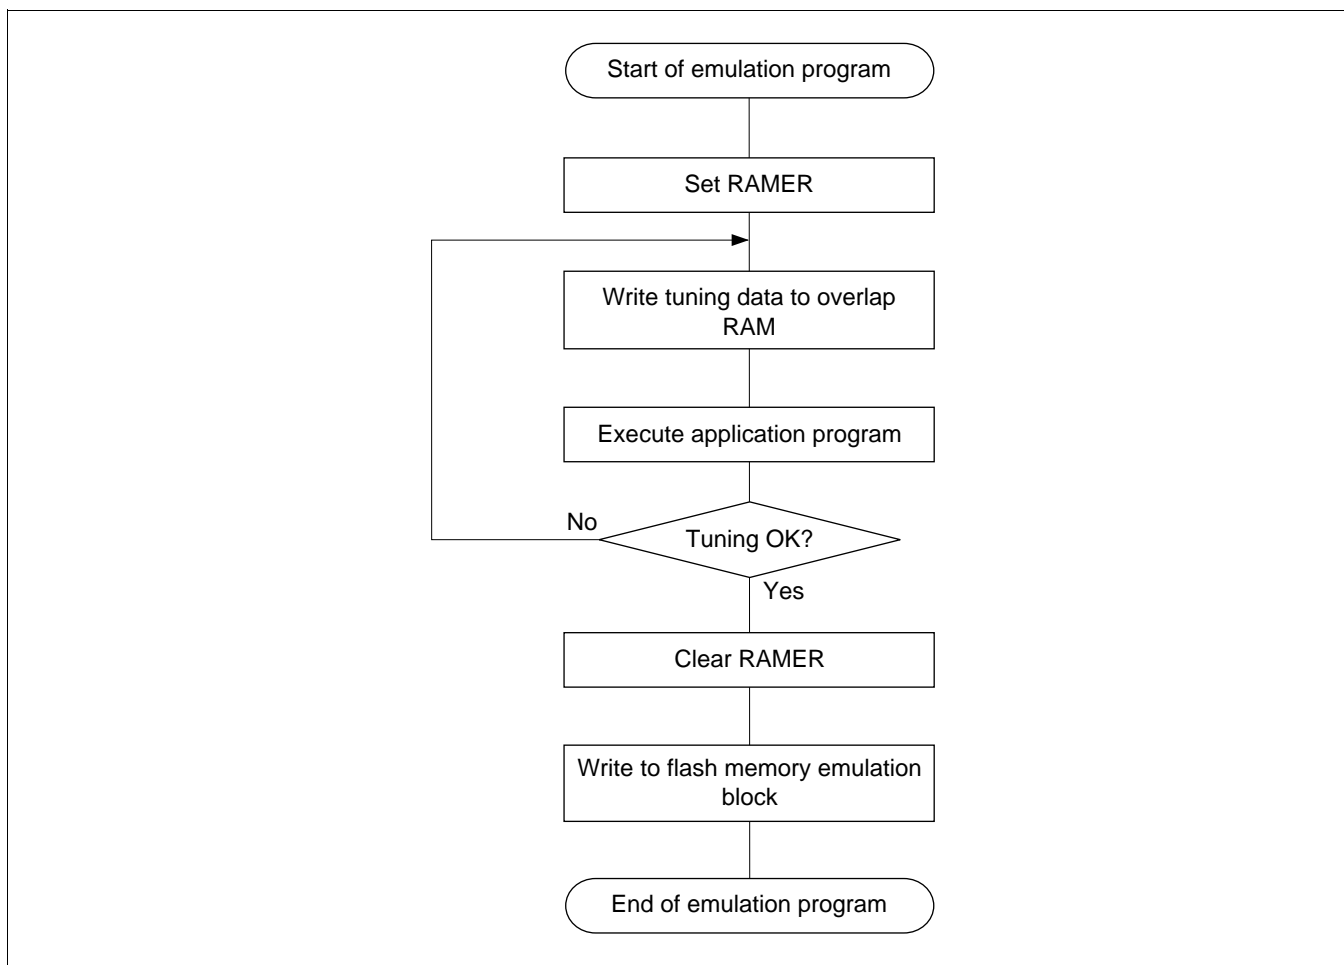 Start of emulation program
Set RAMER
Write tuning data to overlap
RAM
Execute application program
No
Tuning OK?
Yes
Clear RAMER
Write to flash memory emulation
block
End of emulation program